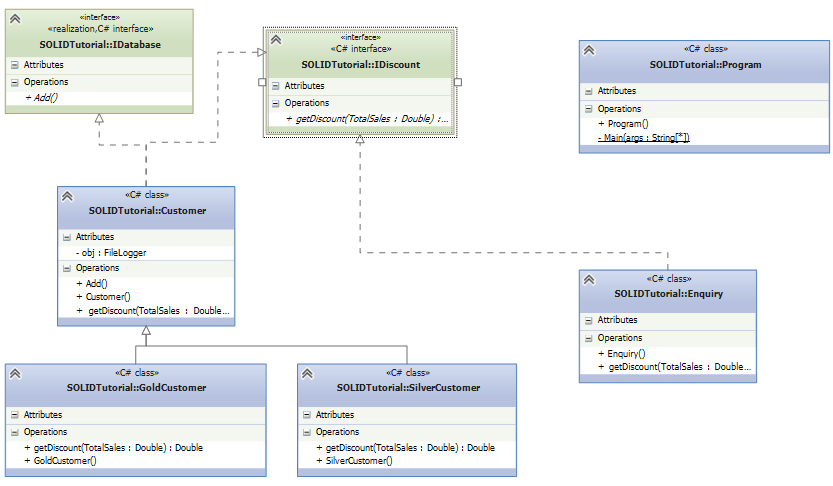 «interface»
«realization,C# interface»
SOLIDTutorial::IDatabase
Attributes
Operations
+ Add()
«interface»
«C# interface»
SOLIDTutorial::IDiscount
Attributes
Operations
+ getDiscount(TotalSales : Double) :...
«C# class»
SOLIDTutorial::Program
Attributes
Operations
+ Program()
- Main(args : String[*])
«C# class»
SOLIDTutorial::Customer
Attributes
- obj : FileLogger
Operations
+ Add()
+ Customer()
+ getDiscount(TotalSales : Double...
«C# class»
SOLIDTutorial::Enquiry
Attributes
Operations
+ Enquiry()
+ getDiscount(TotalSales : Double...
«C# class»
SOLIDTutorial::GoldCustomer
Attributes
Operations
+ getDiscount(TotalSales : Double) : Double
+ GoldCustomer()
«C# class»
SOLIDTutorial::SilverCustomer
Attributes
Operations
+ getDiscount(TotalSales : Double) : Double
+ SilverCustomer()